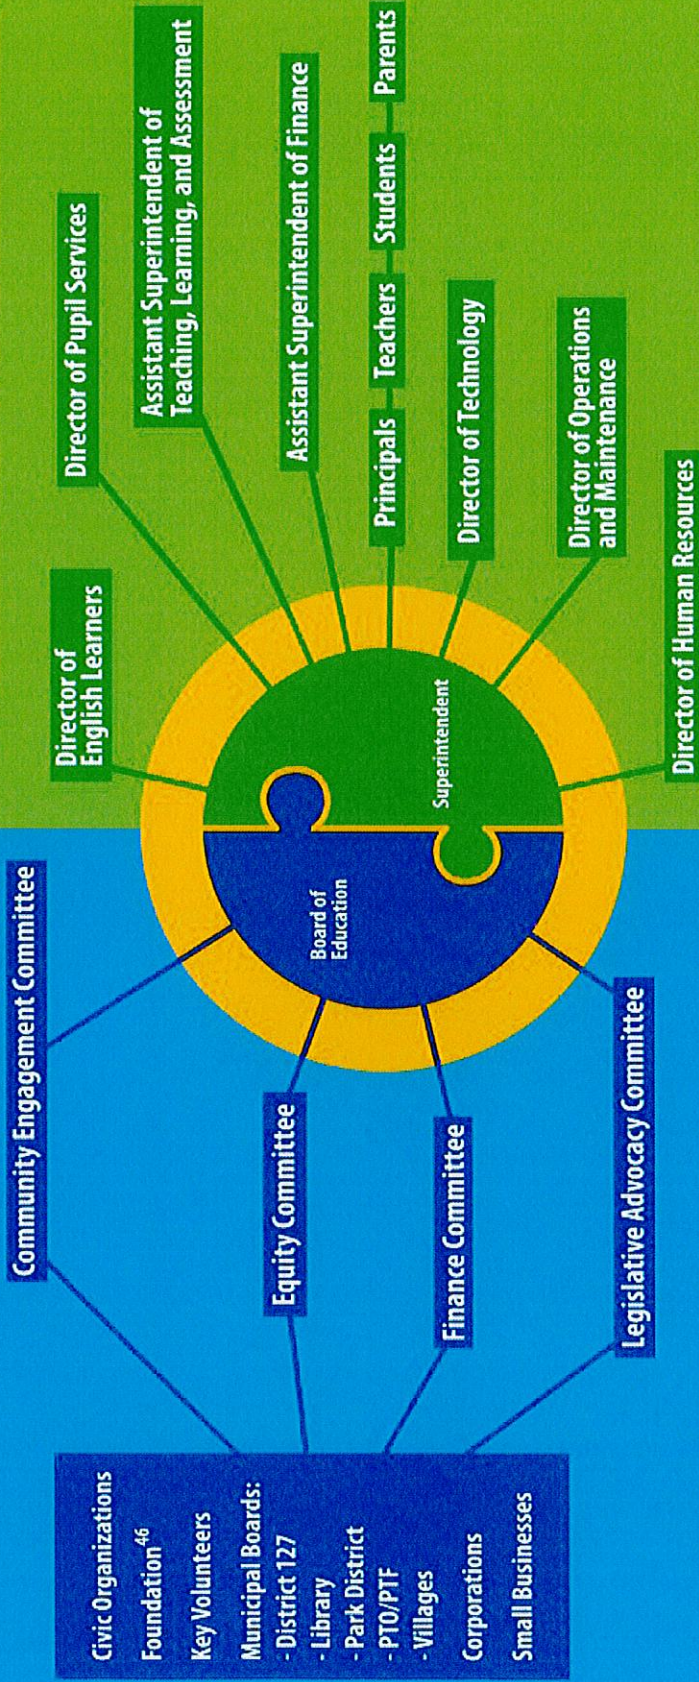 Civic Organizations
Foundation46
Key Volunteers
Municipal Boards:
- District 127
- Library
- Park District
- PTO/PTF
- Villages
Corporations
Small Businesses
Community Engagement Committee
Equity Committee
Finance Committee
Legislative Advocacy Committee
Board of
Education
Superintendent
Director of
English Learners
Director of Pupil Services
Assistant Superintendent of
Teaching, Learning, and Assessment
Assistant Superintendent of Finance
Principals
Teachers
Students
Parents
Director of Technology
Director of Operations
and Maintenance
Director of Human Resources